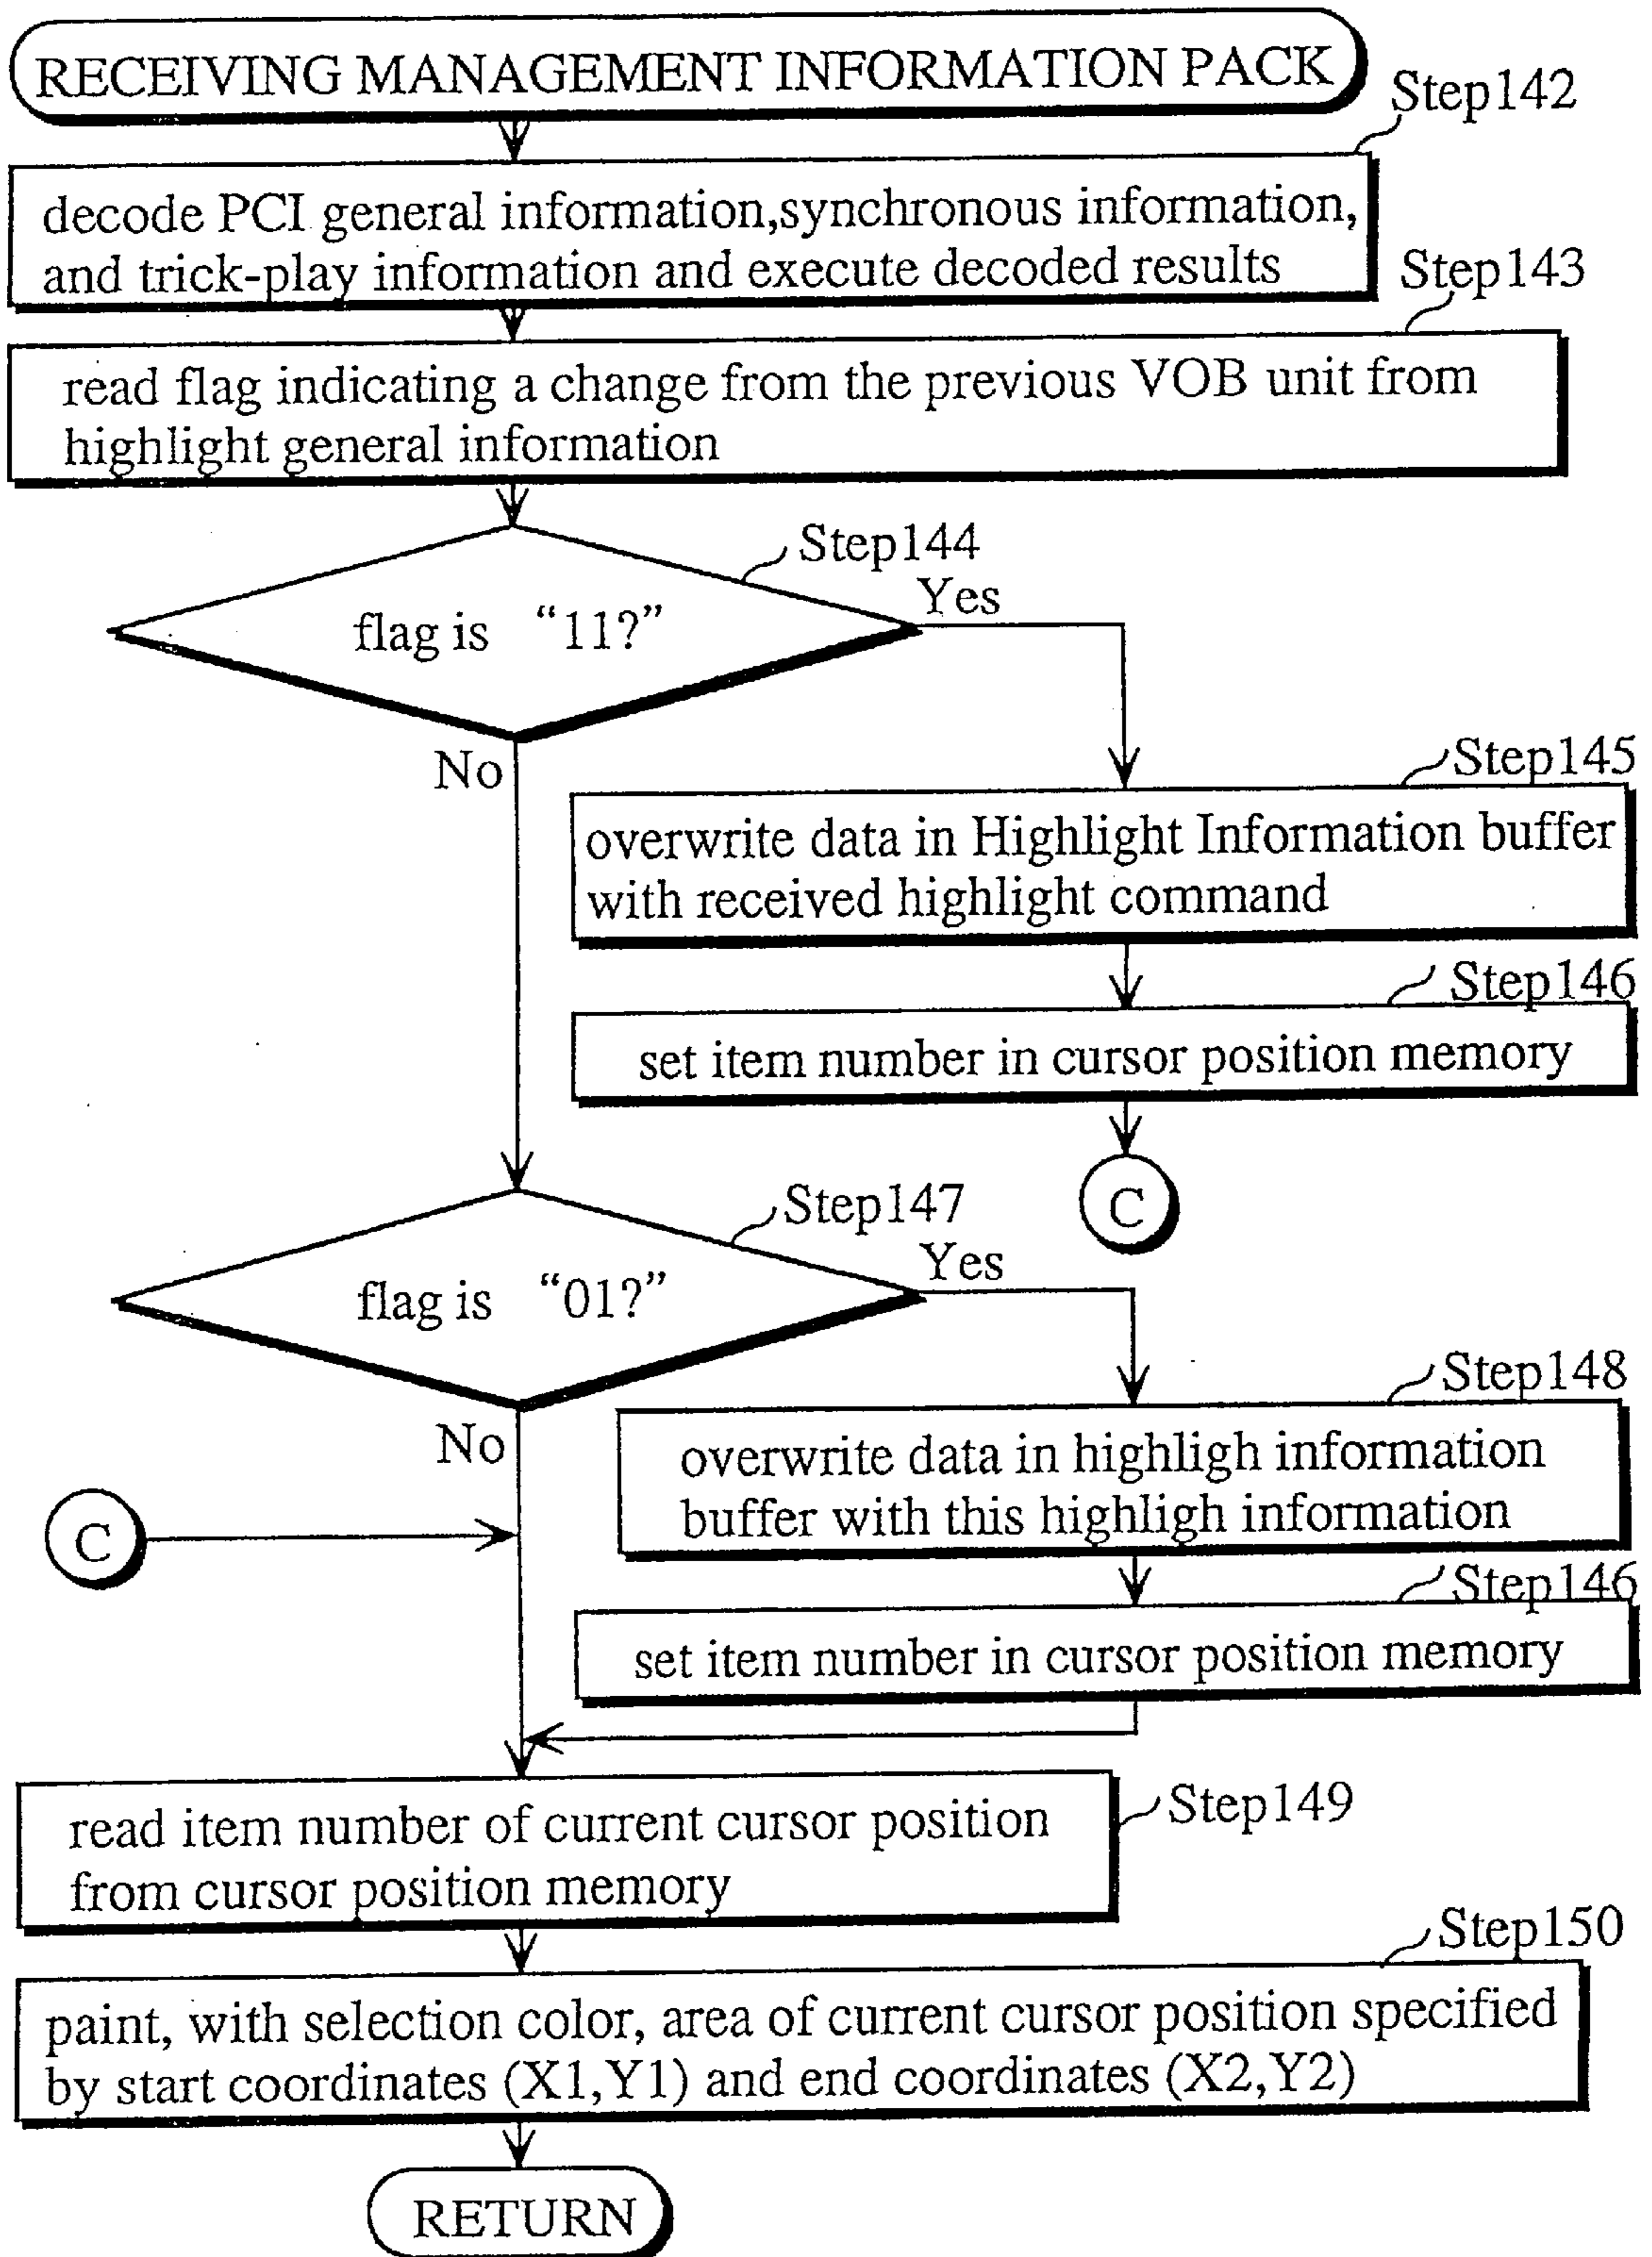 RECEIVING MANAGEMENT INFORMATION PACK
Step142
decode PCI general information,synchronous information,
and trick-play information and execute decoded results
Step143
read flag indicating a change from the previous VOB unit from
highlight general information
Step144
flag is “11?”
Yes
No
Step145
overwrite data in Highlight Information buffer
with received highlight command
Step146
set item number in cursor position memory
C
Step147
flag is “01?”
Yes
No
Step148
overwrite data in highligh information
buffer with this highligh information
C
Step146
set item number in cursor position memory
Step149
read item number of current cursor position
from cursor position memory
Step150
paint, with selection color, area of current cursor position specified
by start coordinates (X1,Y1) and end coordinates (X2,Y2)
RETURN